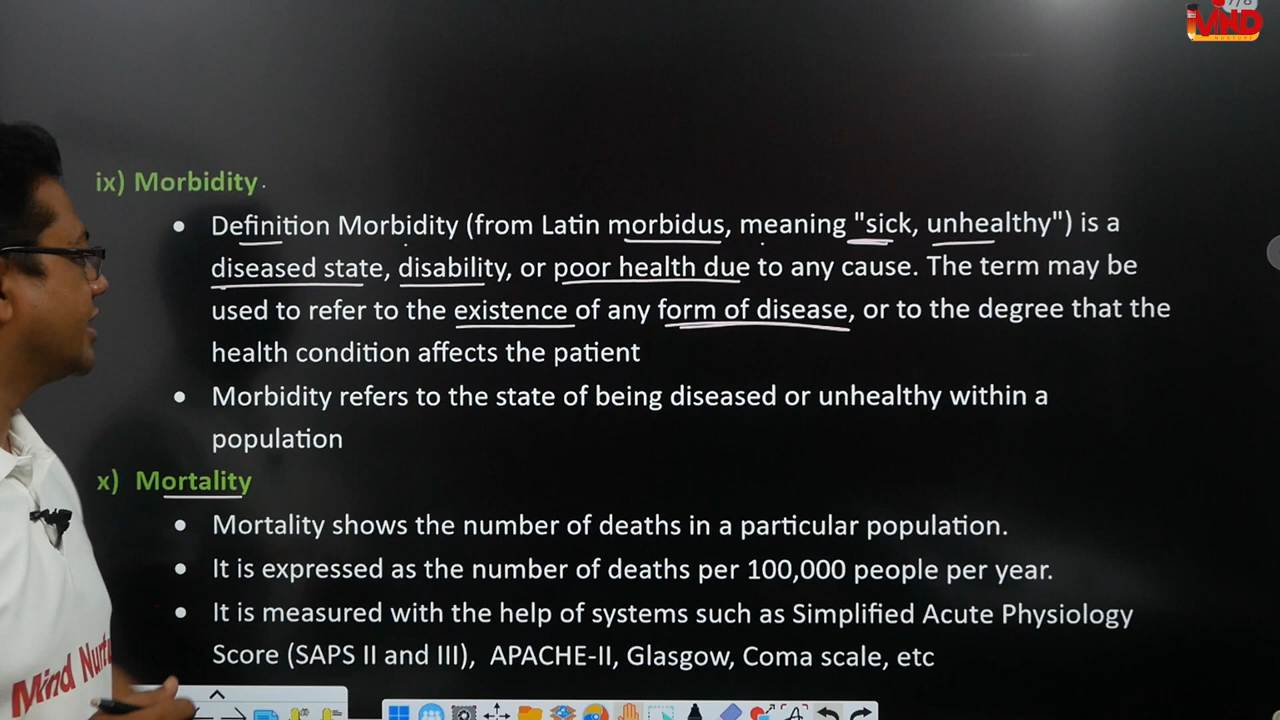 MIND
NURTURE
ix) Morbidity
• Definition Morbidity (from Latin morbidus, meaning "sick, unhealthy") is a
diseased state, disability, or poor health due to any cause. The term may be
used to refer to the existence of any form of disease, or to the degree that the
health condition affects the patient
• Morbidity refers to the state of being diseased or unhealthy within a
population
x) Mortality
• Mortality shows the number of deaths in a particular population.
• It is expressed as the number of deaths per 100,000 people per year.
• It is measured with the help of systems such as Simplified Acute Physiology
Score (SAPS II and III), APACHE-II, Glasgow, Coma scale, etc
Mind Nurtu